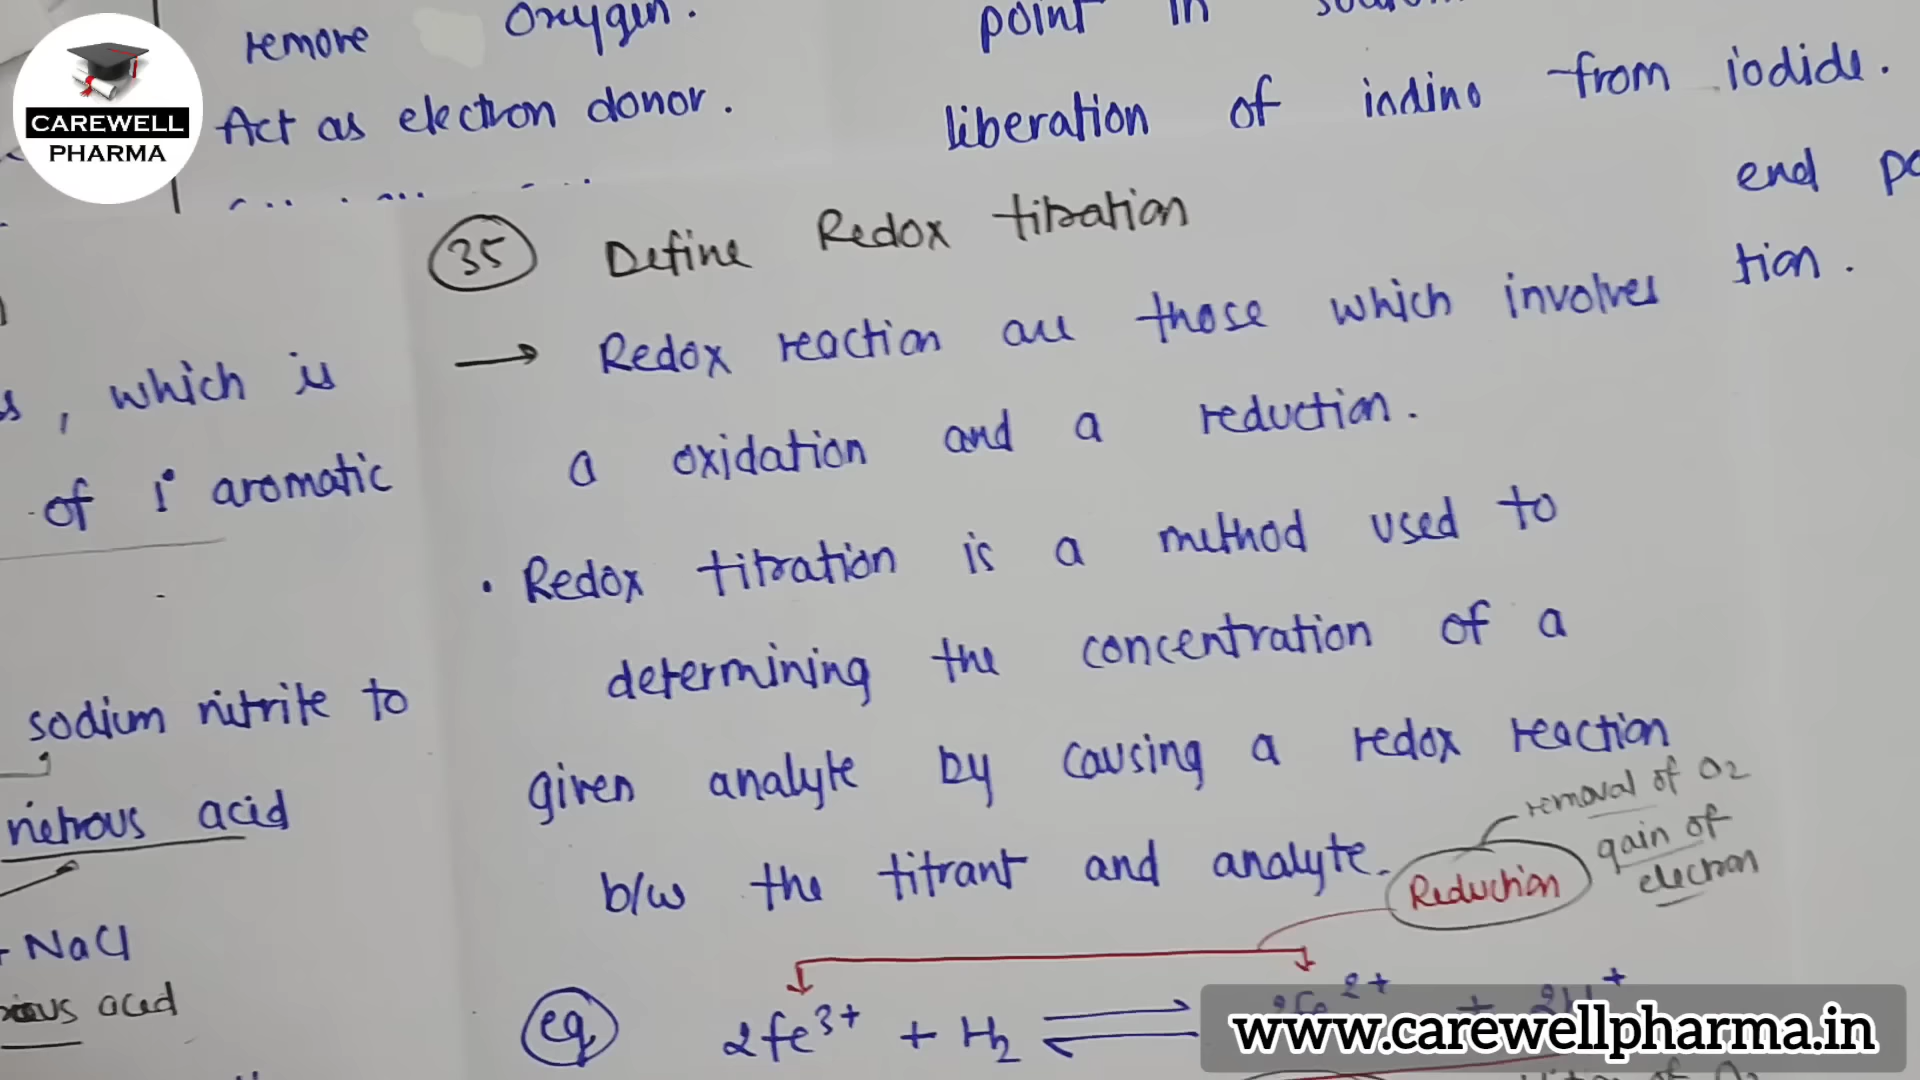 remove oxygen.
Act as electron donor.
point in
liberation of indino from iodide.
end
tion.
CAREWELL
PHARMA
35 Define Redox titration
→ Redox reaction are those which involves
a oxidation and a reduction.
• Redox titration is a method used to
determining the concentration of a
given analyte by causing a redox reaction
b/w the titrant and analyte.
Reduction
removal of O2
gain of
electron
eg 2fe3+ + H2 ⇌ 2fe2+ + 2H+
, which is
of 1° aromatic
sodium nitrite to
nitrous acid
+ NaCl
acid
www.carewellpharma.in